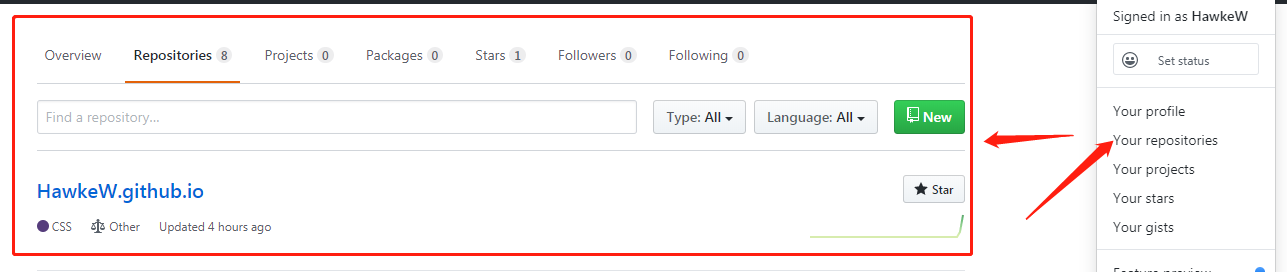 Overview Repositories 8 Projects 0 Packages 0 Stars 1 Followers 0 Following 0
Find a repository...
Type: All
Language: All
New
HawkeW.github.io
Star
CSS Other Updated 4 hours ago
Signed in as HawkeW
Set status
Your profile
Your repositories
Your projects
Your stars
Your gists
Feature preview